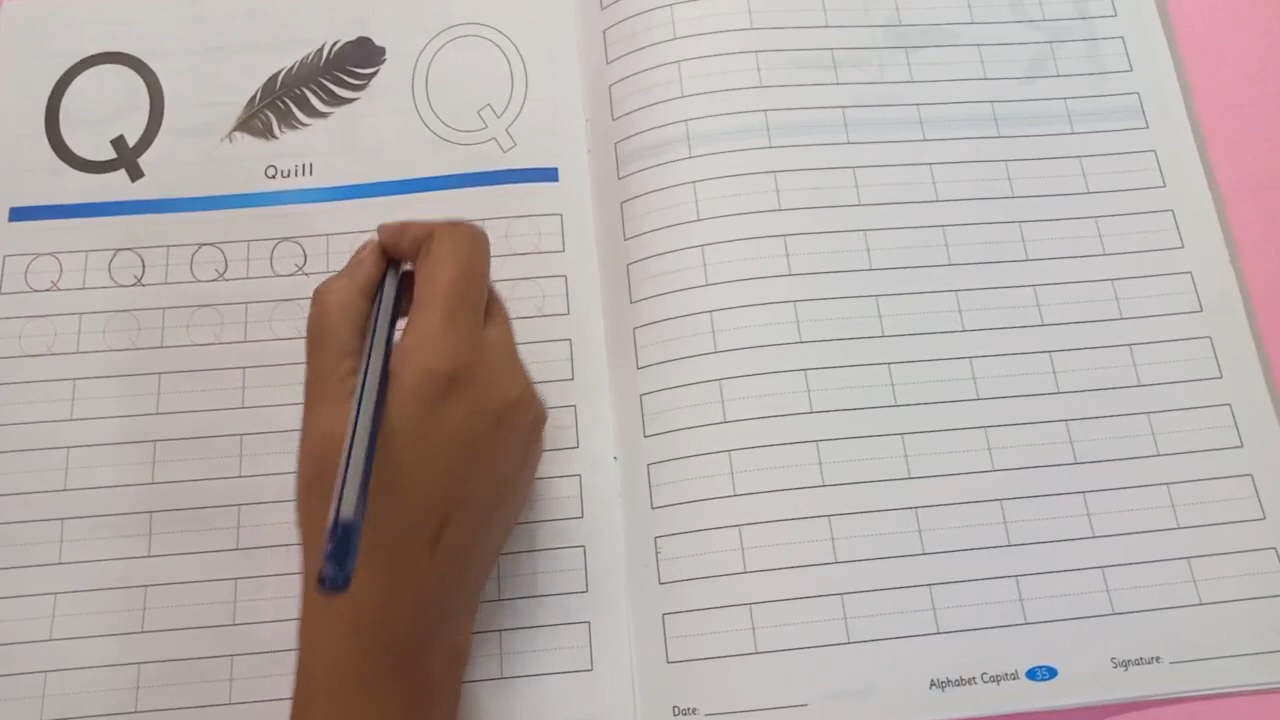 Q Q
Quill
Q Q Q Q Q
Q Q Q Q Q
Alphabet Capital 35
Signature:
Date: